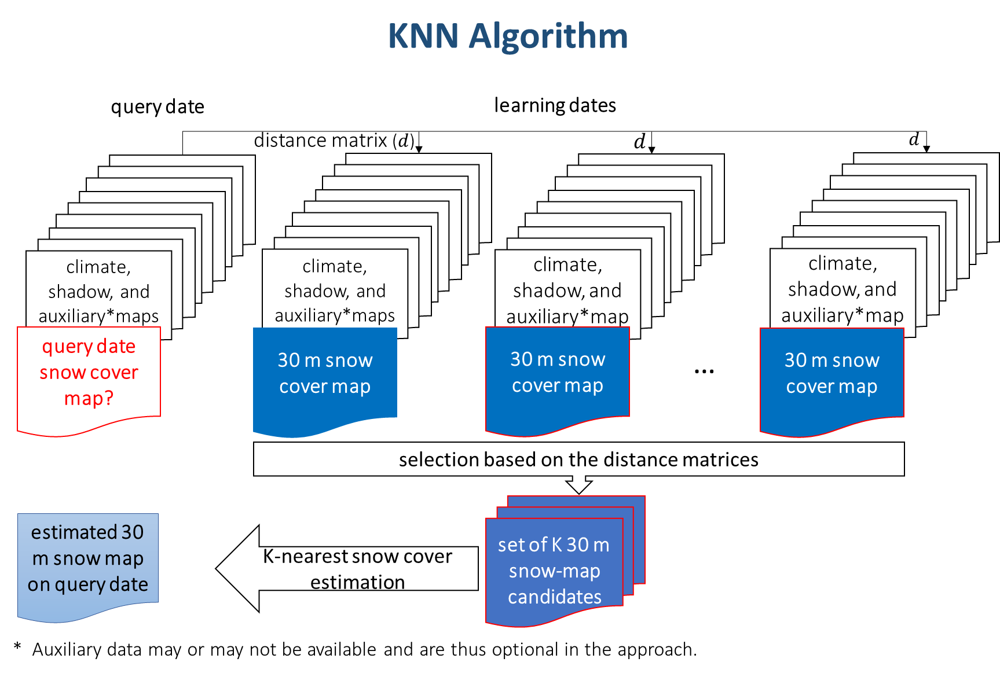 KNN Algorithm
query date
learning dates
distance matrix (d)
d
d
climate,
shadow, and
auxiliary*maps
query date
snow cover
map?
climate,
shadow, and
auxiliary*maps
30 m snow
cover map
climate,
shadow, and
auxiliary*map
30 m snow
cover map
...
climate,
shadow, and
auxiliary*map
30 m snow
cover map
selection based on the distance matrices
set of K 30 m
snow-map
candidates
K-nearest snow cover
estimation
estimated 30
m snow map
on query date
* Auxiliary data may or may not be available and are thus optional in the approach.